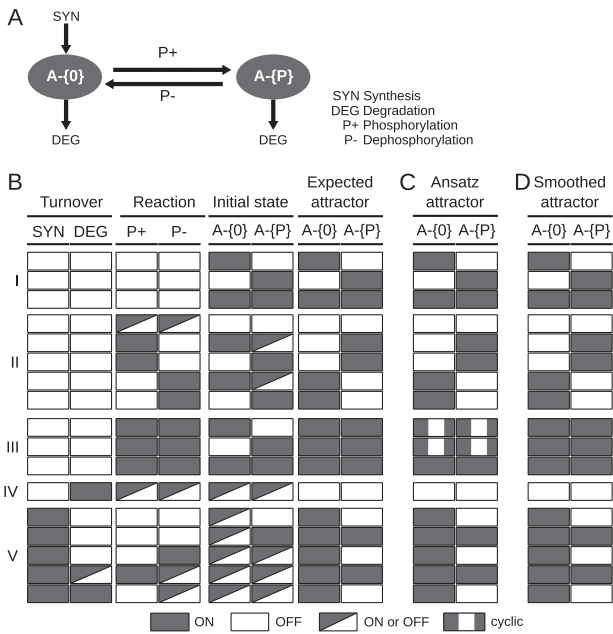 A
SYN
P+
A-{0}
A-{P}
P-
DEG
DEG
SYN Synthesis
DEG Degradation
P+ Phosphorylation
P- Dephosphorylation
B
Turnover
Reaction
Initial state
Expected
attractor
C
Ansatz
attractor
D
Smoothed
attractor
SYN DEG
P+ P-
A-{0} A-{P}
A-{0} A-{P}
A-{0} A-{P}
A-{0} A-{P}
I
II
III
IV
V
ON
OFF
ON or OFF
cyclic